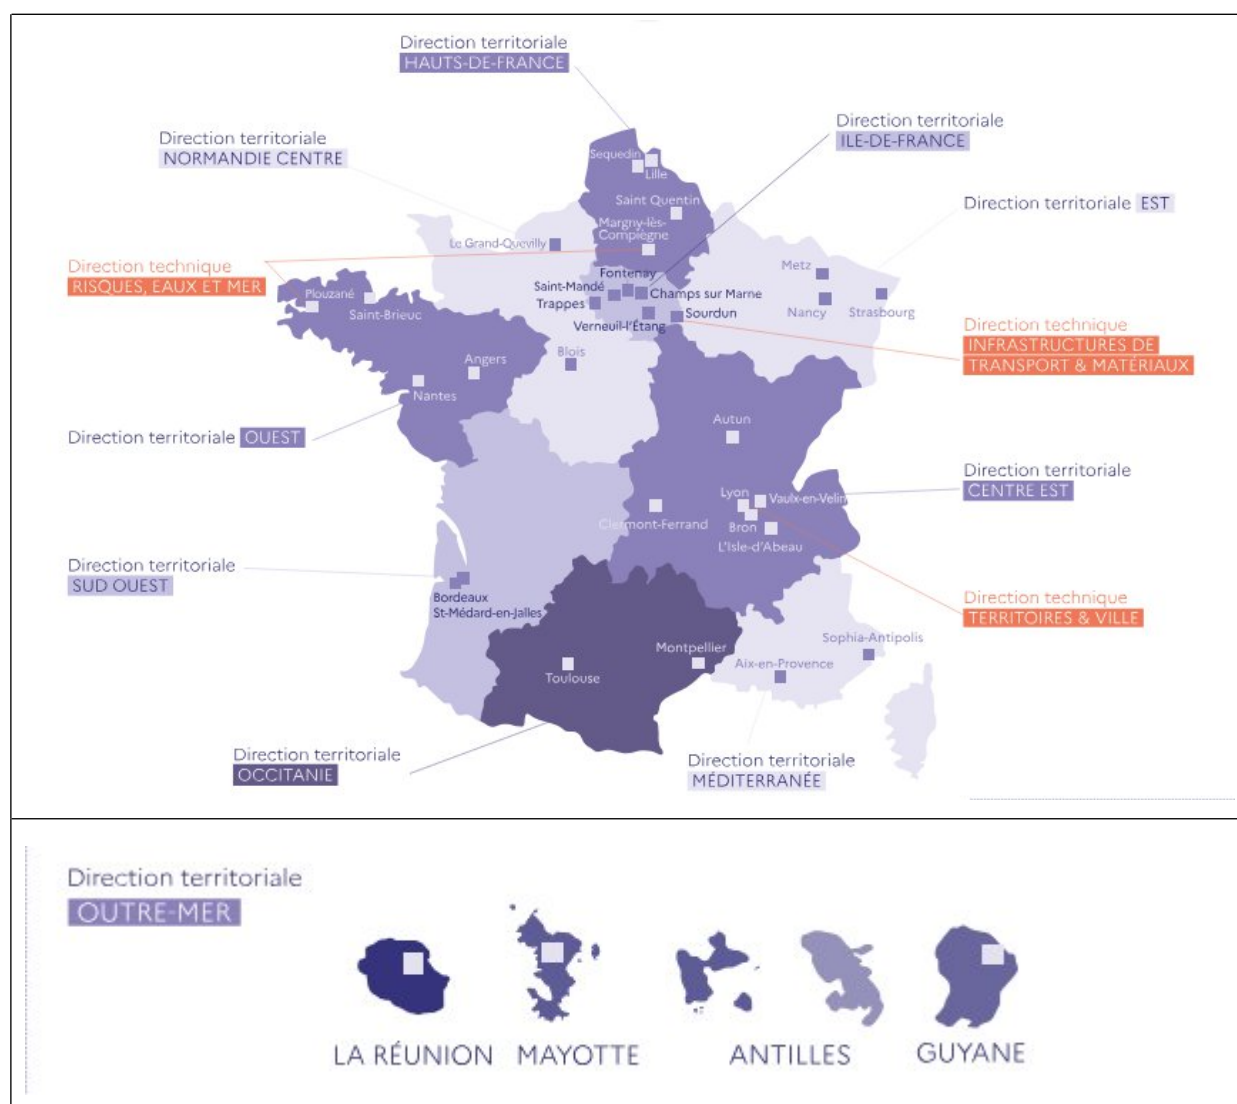 Direction territoriale
HAUTS-DE-FRANCE
Direction territoriale
NORMANDIE CENTRE
Direction territoriale
ILE-DE-FRANCE
Direction territoriale EST
Direction technique
RISQUES, EAUX ET MER
Direction technique
INFRASTRUCTURES DE
TRANSPORT & MATÉRIAUX
Direction territoriale OUEST
Direction territoriale
CENTRE EST
Direction territoriale
SUD OUEST
Direction technique
TERRITOIRES & VILLE
Direction territoriale
OCCITANIE
Direction territoriale
MÉDITERRANÉE
Sequedin
Lille
Saint Quentin
Margny-lès-
Compiègne
Le Grand-Quevilly
Fontenay
Saint-Mandé
Trappes
Champs sur Marne
Sourdun
Verneuil-l'Étang
Metz
Nancy
Strasbourg
Plouzané
Saint-Brieuc
Angers
Nantes
Blois
Autun
Lyon
Vaulx-en-Velin
Bron
Clermont-Ferrand
L'Isle-d'Abeau
Bordeaux
St-Médard-en-Jalles
Toulouse
Montpellier
Sophia-Antipolis
Aix-en-Provence
Direction territoriale
OUTRE-MER
LA RÉUNION
MAYOTTE
ANTILLES
GUYANE